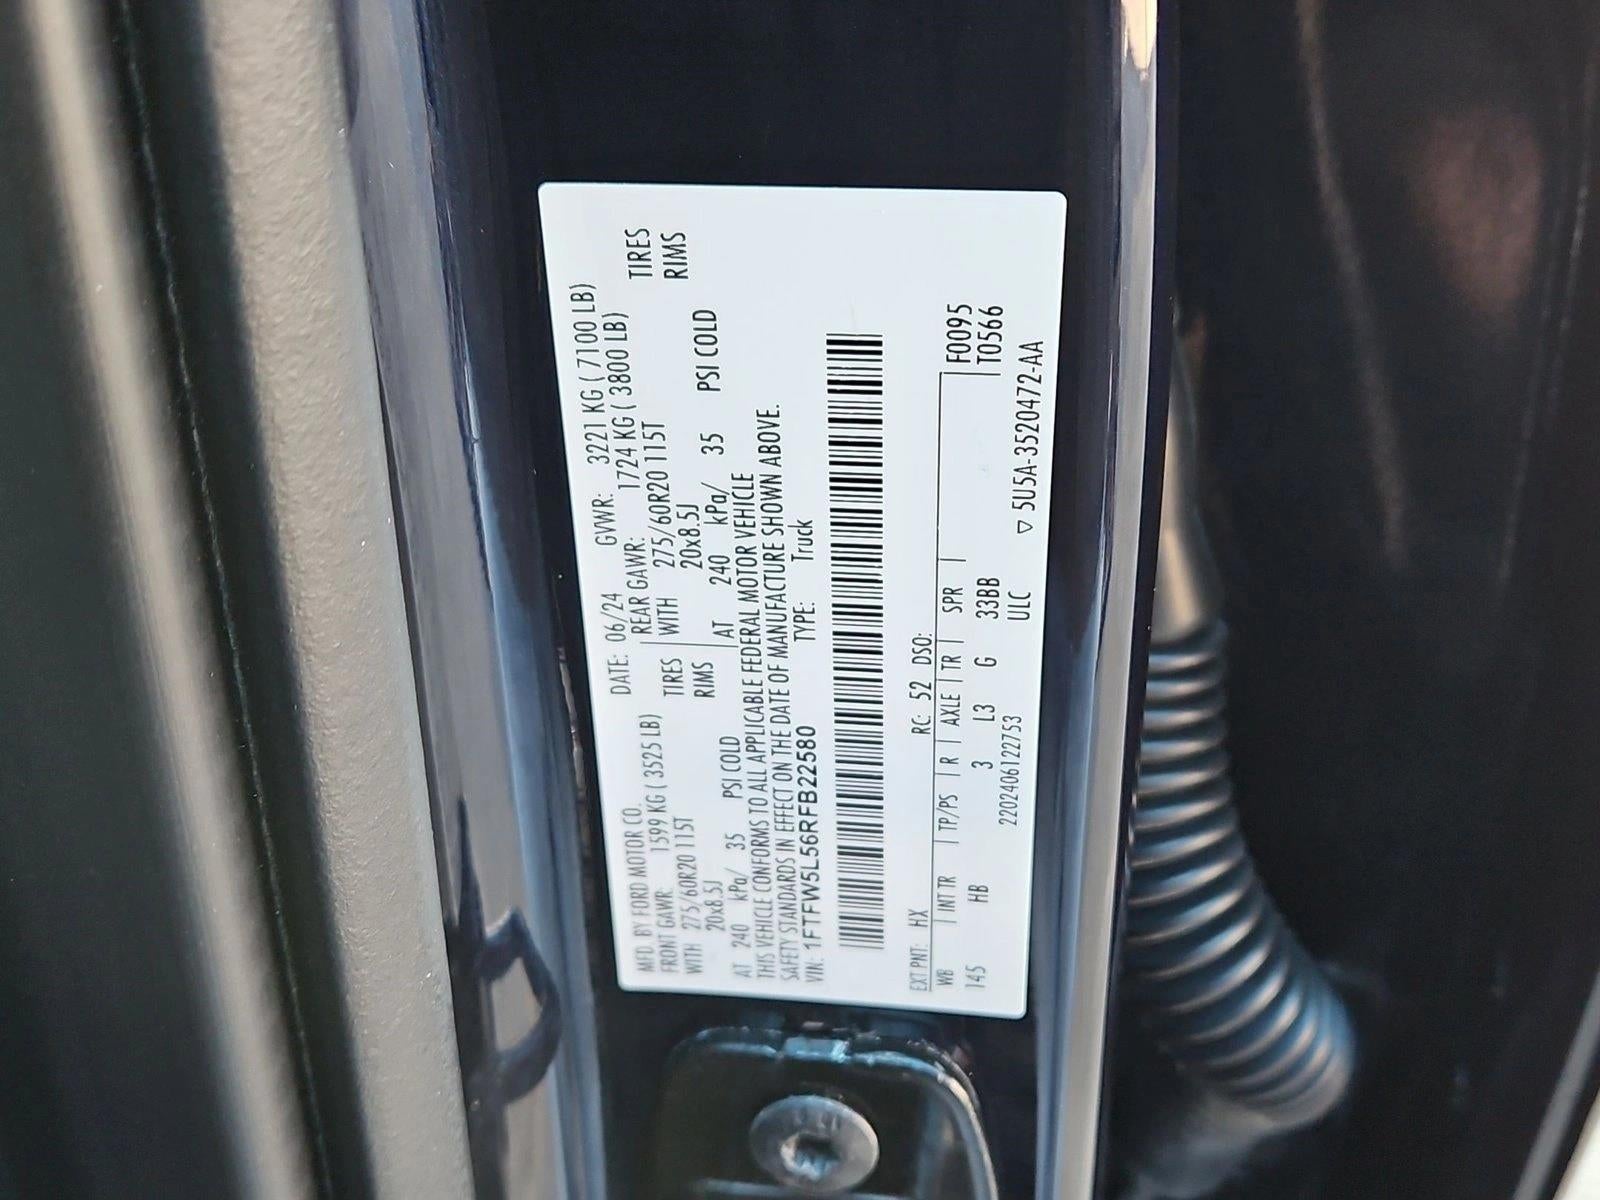 MFD. BY FORD MOTOR CO. DATE: 06/24 GVWR: 3221 KG ( 7100 LB)
FRONT GAWR: 1599 KG ( 3525 LB) REAR GAWR: 1724 KG ( 3800 LB)
WITH 275/60R20 115T TIRES WITH 275/60R20 115T TIRES
20x8.5J RIMS 20x8.5J RIMS
AT 240 kPa/ 35 PSI COLD AT 240 kPa/ 35 PSI COLD
THIS VEHICLE CONFORMS TO ALL APPLICABLE FEDERAL MOTOR VEHICLE
SAFETY STANDARDS IN EFFECT ON THE DATE OF MANUFACTURE SHOWN ABOVE.
VIN: 1FTFW5L56RFB22580 TYPE: Truck
EXT PNT: HX RC: 52 DSO:
WB INT TR TP/PS R AXLE TR SPR F0095
145 HB 3 L3 G 33BB T0566
2202406122753 ULC ▽ 5U5A-3520472-AA